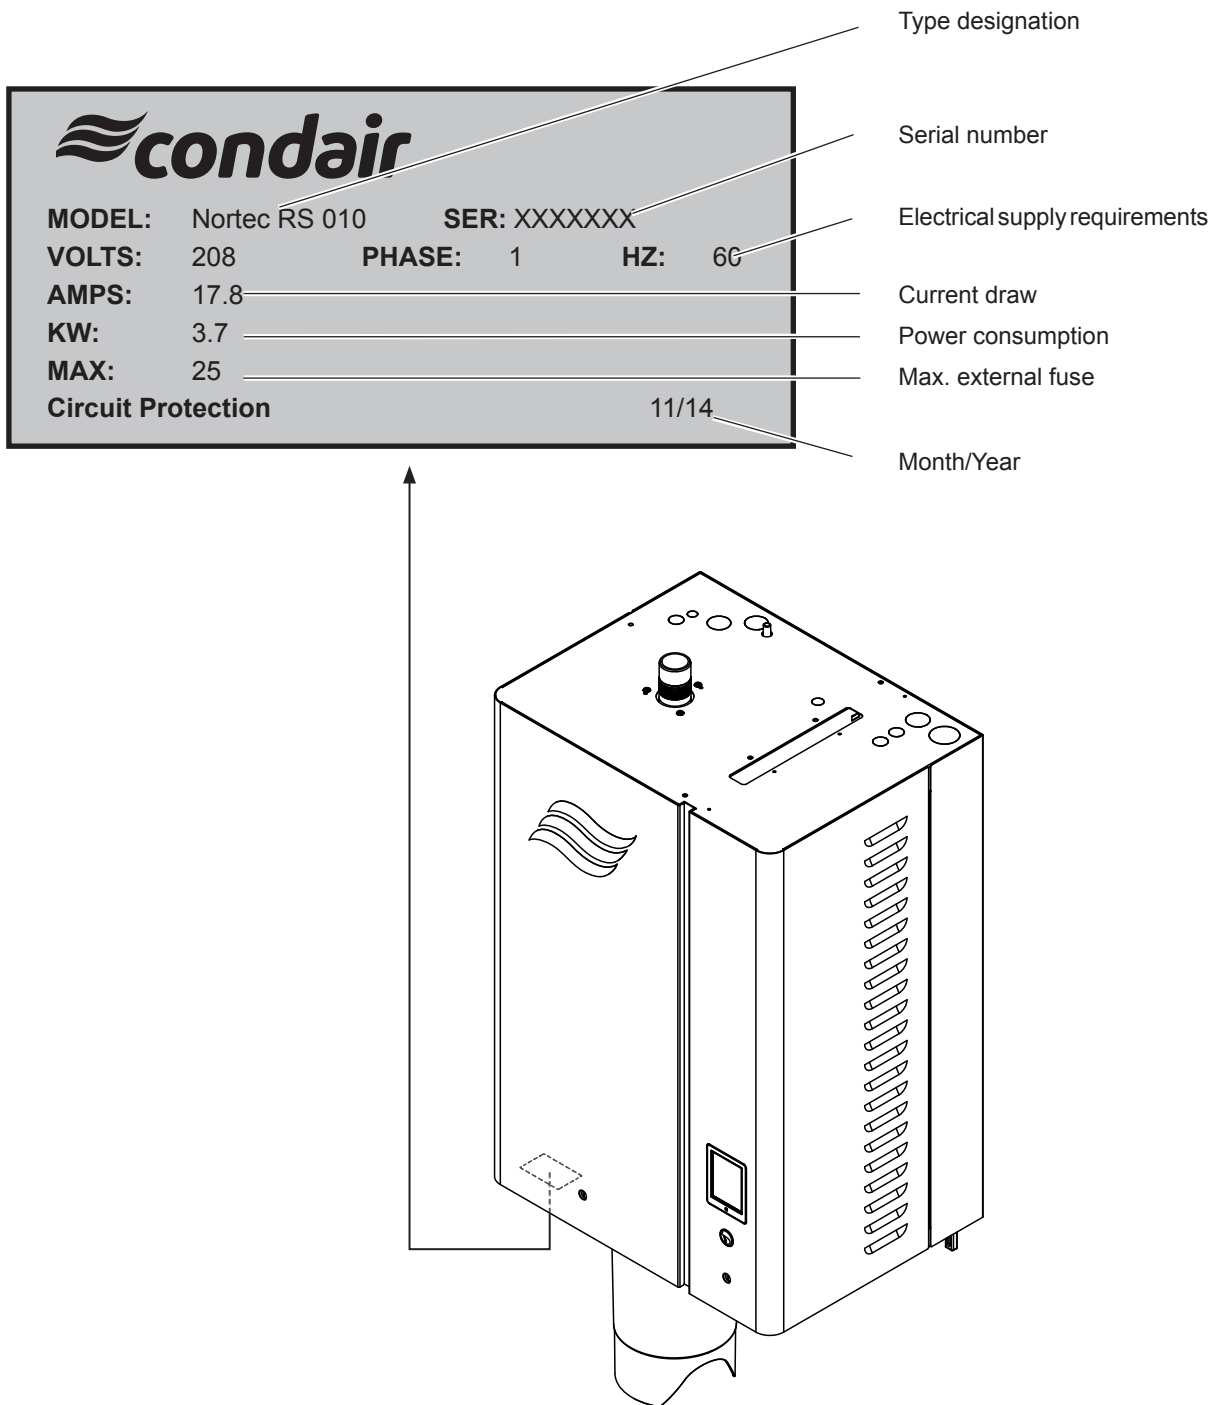 Type designation
condair
Serial number
MODEL: Nortec RS 010 SER: XXXXXXX
Electrical supply requirements
VOLTS: 208 PHASE: 1 HZ: 60
AMPS: 17.8
Current draw
KW: 3.7
Power consumption
MAX: 25
Max. external fuse
Circuit Protection 11/14
Month/Year